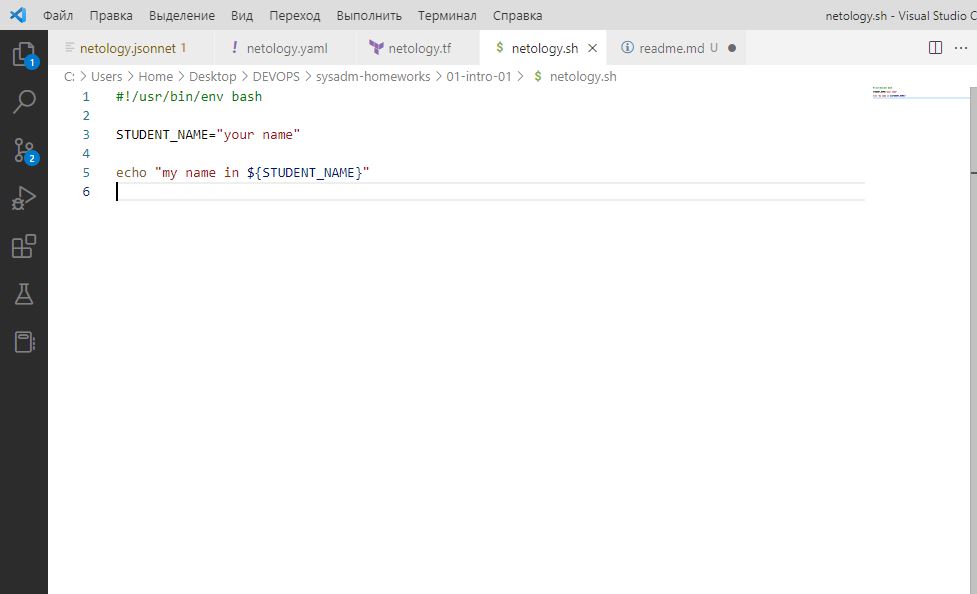 Файл Правка Выделение Вид Переход Выполнить Терминал Справка netology.sh - Visual Studio C
netology.jsonnet 1 ! netology.yaml netology.tf $ netology.sh × readme.md U ●
C: > Users > Home > Desktop > DEVOPS > sysadm-homeworks > 01-intro-01 > $ netology.sh
1 #!/usr/bin/env bash
2
3 STUDENT_NAME="your name"
4
5 echo "my name in ${STUDENT_NAME}"
6
1
2